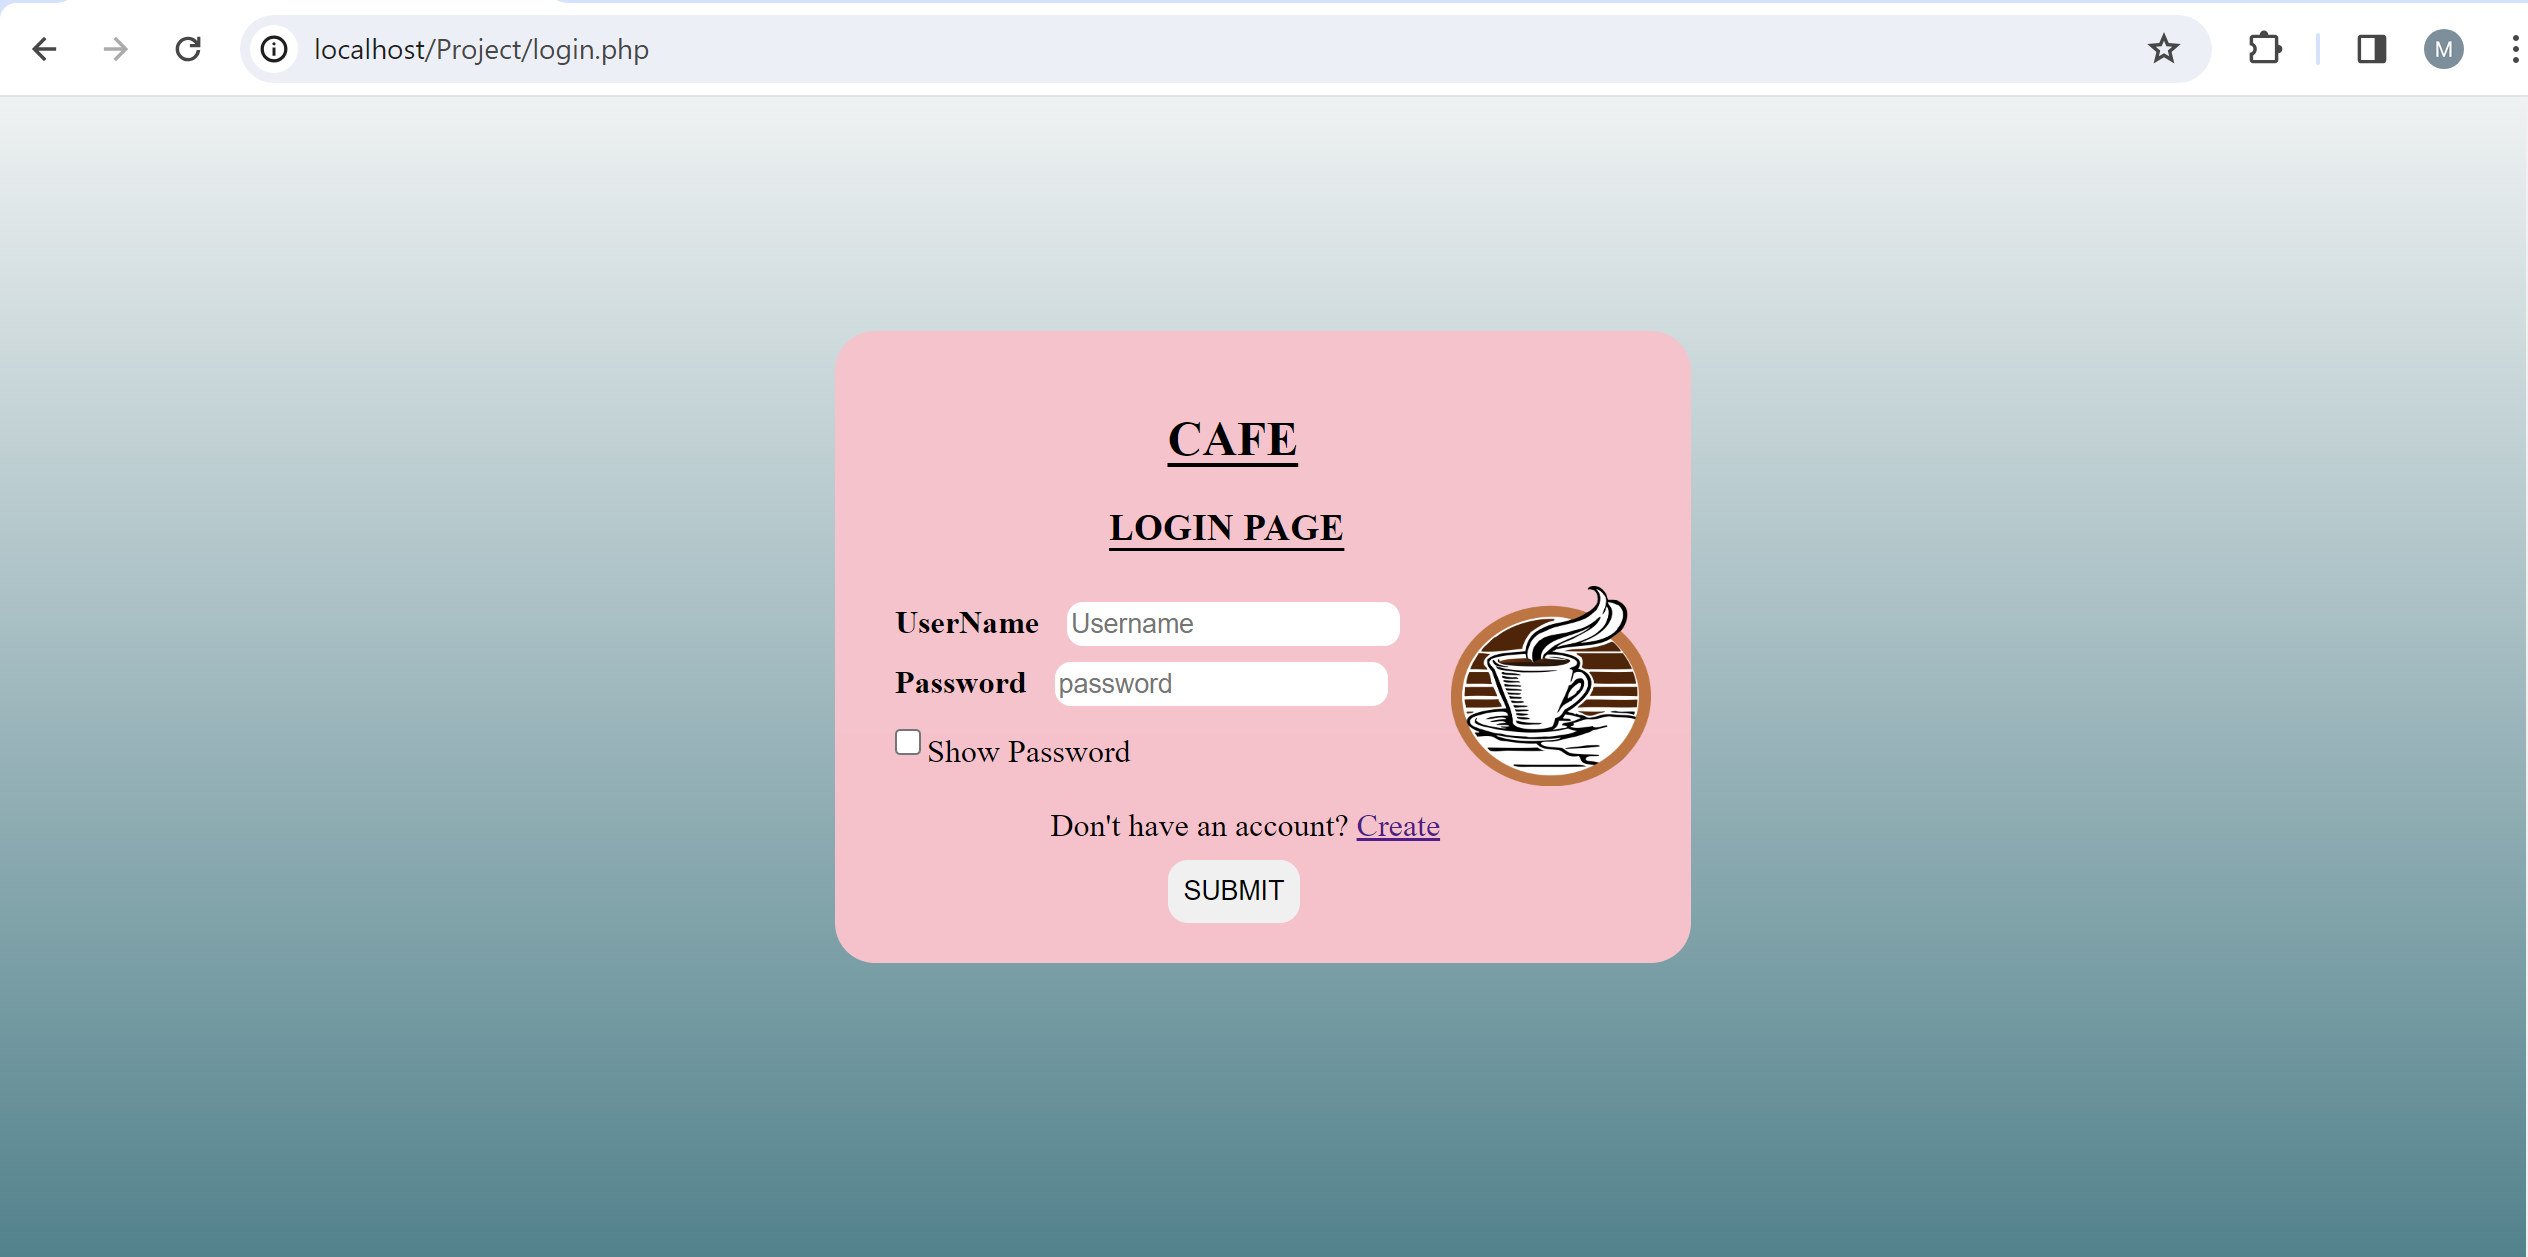 localhost/Project/login.php
M
CAFE
LOGIN PAGE
UserName Username
Password password
Show Password
Don't have an account? Create
SUBMIT